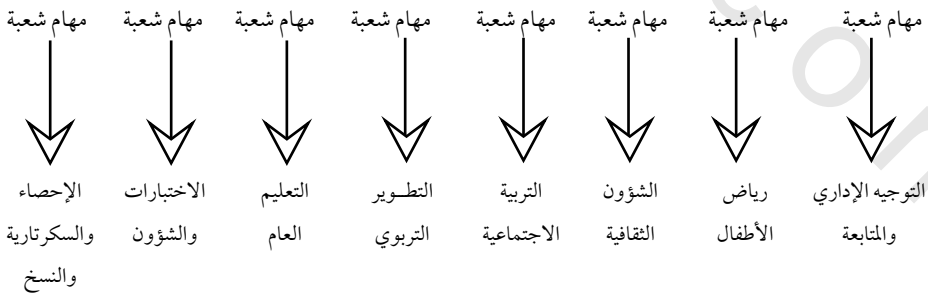 مهام شعبة مهام شعبة مهام شعبة مهام شعبة مهام شعبة مهام شعبة مهام شعبة مهام شعبة
التوجيه الإداري رياض الشؤون التربية التطــوير التعليم الاختبارات الإحصاء
والمتابعة الأطفال الثقافية الاجتماعية التربوي العام والشؤون والسكرتارية
والنسخ